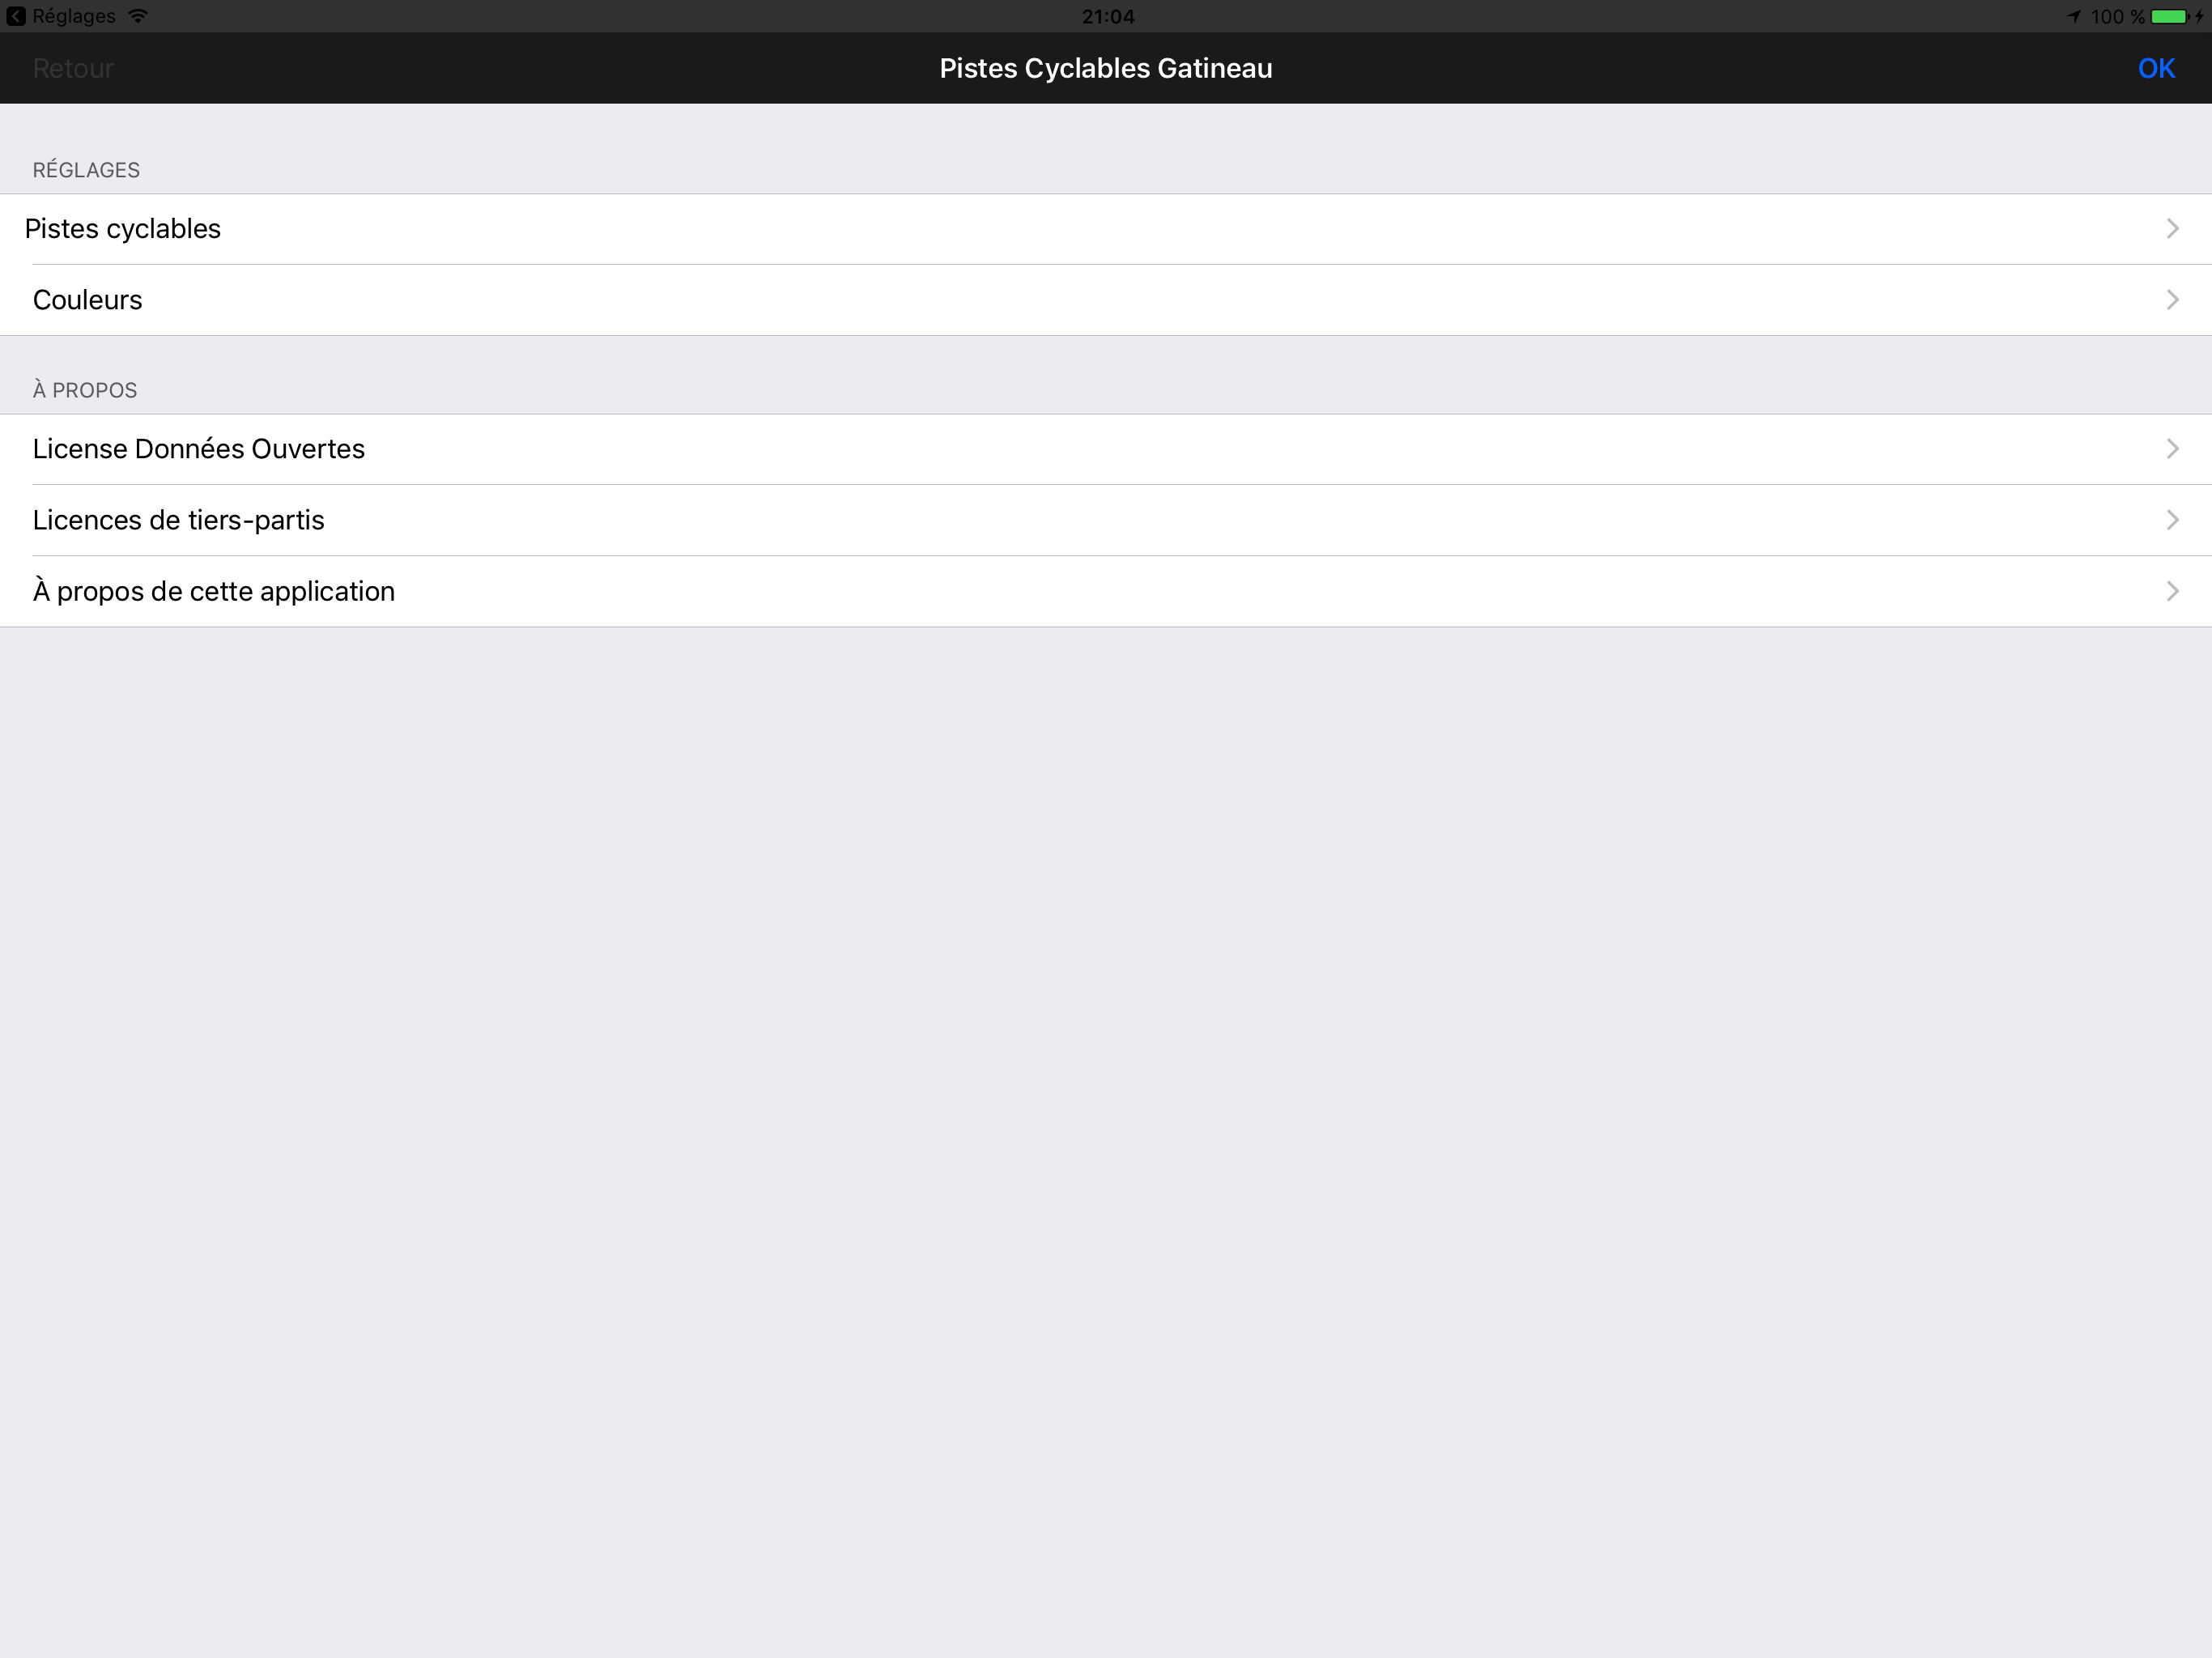 Réglages
21:04
100 %
Retour
Pistes Cyclables Gatineau
OK
RÉGLAGES
Pistes cyclables
Couleurs
À PROPOS
License Données Ouvertes
Licences de tiers-partis
À propos de cette application